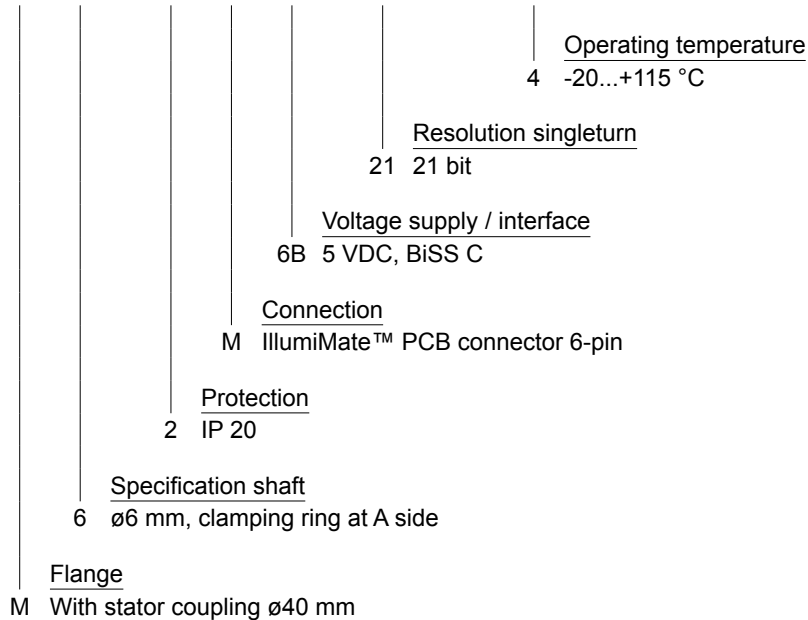 Operating temperature
4 -20...+115 °C
Resolution singleturn
21 21 bit
Voltage supply / interface
6B 5 VDC, BiSS C
Connection
M IllumiMate™ PCB connector 6-pin
Protection
2 IP 20
Specification shaft
6 ø6 mm, clamping ring at A side
Flange
M With stator coupling ø40 mm